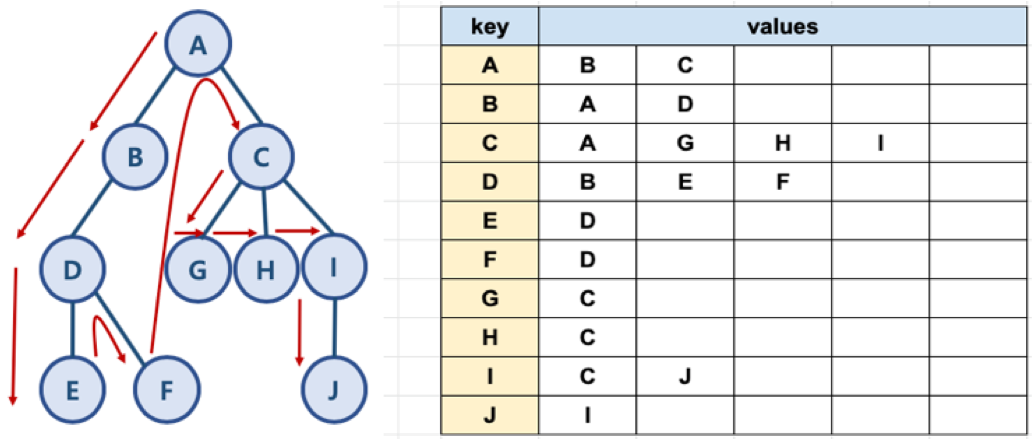 A
B
C
D
G
H
I
E
F
J
key values
A B C
B A D
C A G H I
D B E F
E D
F D
G C
H C
I C J
J I